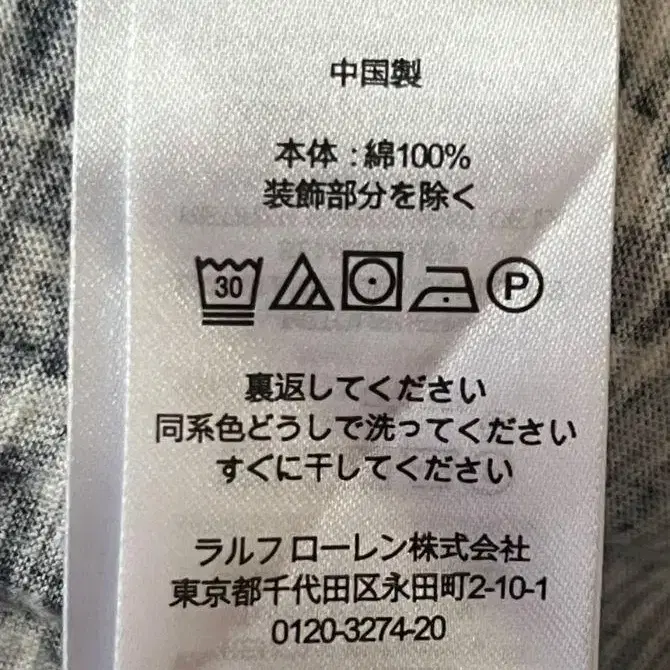 中国製
本体：綿100%
装飾部分を除く
30 P
裏返してください
同系色どうしで洗ってください
すぐに干してください
ラルフ ローレン株式会社
東京都千代田区永田町2-10-1
0120-3274-20